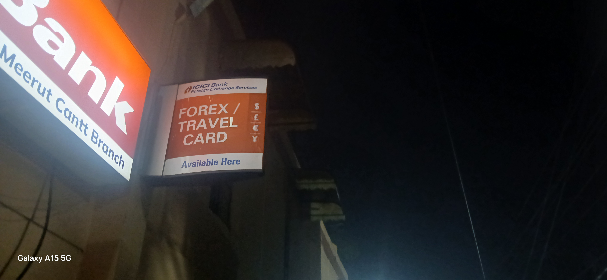 Bank
Meerut Cantt Branch
ICICI Bank
FOREX /
TRAVEL
CARD
$
£
€
¥
Available Here
Galaxy A15 5G